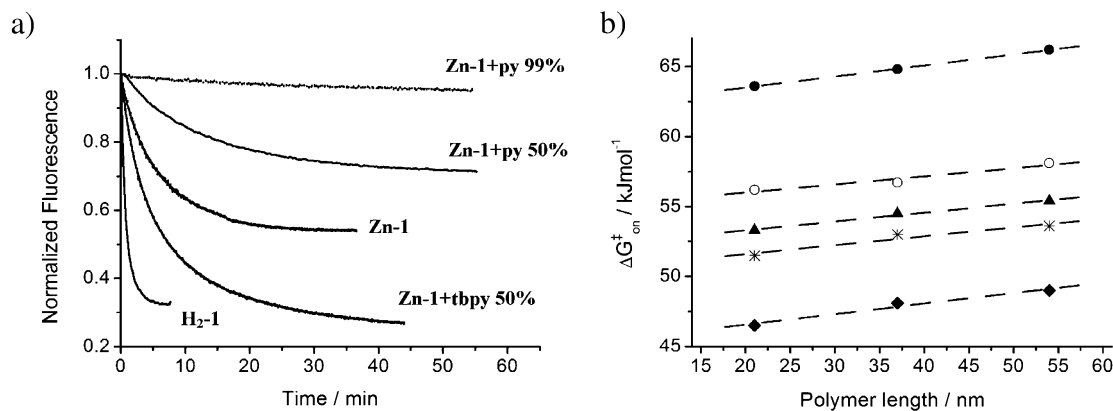 a)
Normalized Fluorescence
1.0
0.8
0.6
0.4
0.2
Zn-1+py 99%
Zn-1+py 50%
Zn-1
Zn-1+tbpy 50%
H₂-1
0 10 20 30 40 50 60
Time / min
b)
ΔG‡on / kJmol⁻¹
65
60
55
50
45
15 20 25 30 35 40 45 50 55 60
Polymer length / nm